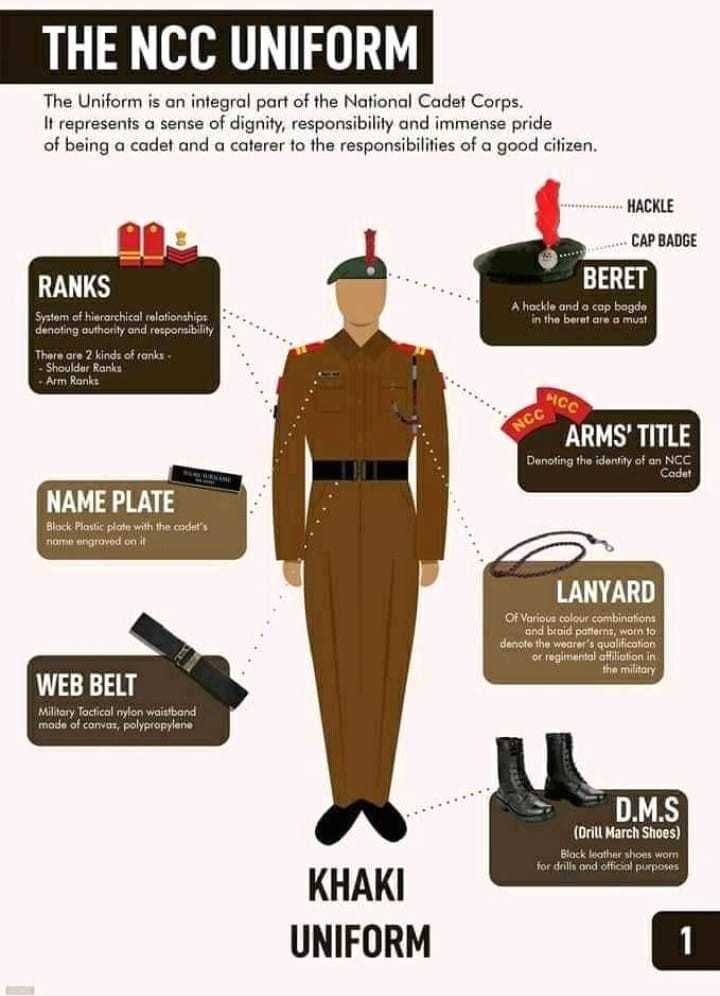 THE NCC UNIFORM
The Uniform is an integral part of the National Cadet Corps.
It represents a sense of dignity, responsibility and immense pride
of being a cadet and a caterer to the responsibilities of a good citizen.
HACKLE
CAP BADGE
BERET
A hackle and a cap bagde
in the beret are a must
RANKS
System of hierarchical relationships
denoting authority and responsibility
There are 2 kinds of ranks -
- Shoulder Ranks
- Arm Ranks
NCC
NCC
ARMS' TITLE
Denoting the identity of an NCC
Cadet
NAME PLATE
Black Plastic plate with the cadet's
name engraved on it
LANYARD
Of Various colour combinations
and braid patterns, worn to
denote the wearer's qualification
or regimental affiliation in
the military
WEB BELT
Military Tactical nylon waistband
made of canvas, polypropylene
D.M.S
(Drill March Shoes)
Black leather shoes worn
for drills and official purposes
KHAKI
UNIFORM
1